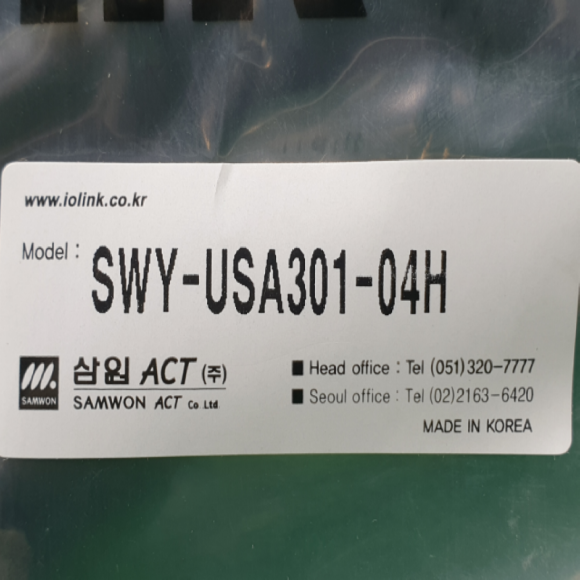 www.iolink.co.kr
Model : SWY-USA301-04H
SAMWON
삼원 ACT (주)
SAMWON ACT Co Ltd
■ Head office : Tel (051)320-7777
■ Seoul office : Tel (02)2163-6420
MADE IN KOREA